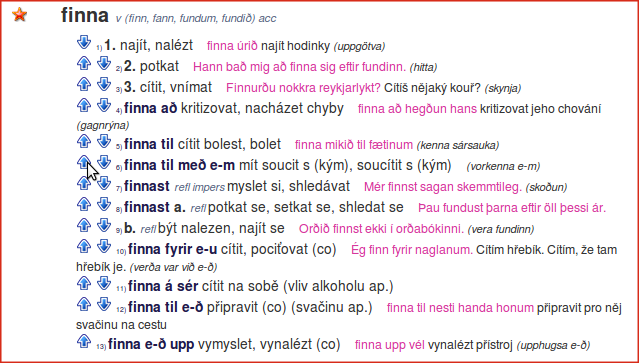 finna v (finn, fann, fundum, fundið) acc
1) 1. najít, nalézt finna úrið najít hodinky (uppgötva)
2) 2. potkat Hann bað mig að finna sig eftir fundinn. (hitta)
3) 3. cítit, vnímat Finnurðu nokkra reykjarlykt? Cítíš nějaký kouř? (skynja)
4) finna að kritizovat, nacházet chyby finna að hegðun hans kritizovat jeho chování
(gagnrýna)
5) finna til cítit bolest, bolet finna mikið til í fætinum (kenna sársauka)
6) finna til með e-m mít soucit s (kým), soucítit s (kým) (vorkenna e-m)
7) finnast refl impers myslet si, shledávat Mér finnst sagan skemmtileg. (skoðun)
8) finnast a. refl potkat se, setkat se, shledat se Þau fundust þarna eftir öll þessi ár.
9) b. refl být nalezen, najít se Orðið finnst ekki í orðabókinni. (vera fundinn)
10) finna fyrir e-u cítit, pociťovat (co) Ég finn fyrir naglanum. Cítím hřebík. Cítím, že tam
hřebík je. (verða var við e-ð)
11) finna á sér cítit na sobě (vliv alkoholu ap.)
12) finna til e-ð připravit (co) (svačinu ap.) finna til nesti handa honum připravit pro něj
svačinu na cestu
13) finna e-ð upp vymyslet, vynalézt (co) finna upp vél vynalézt přístroj (upphugsa e-ð)